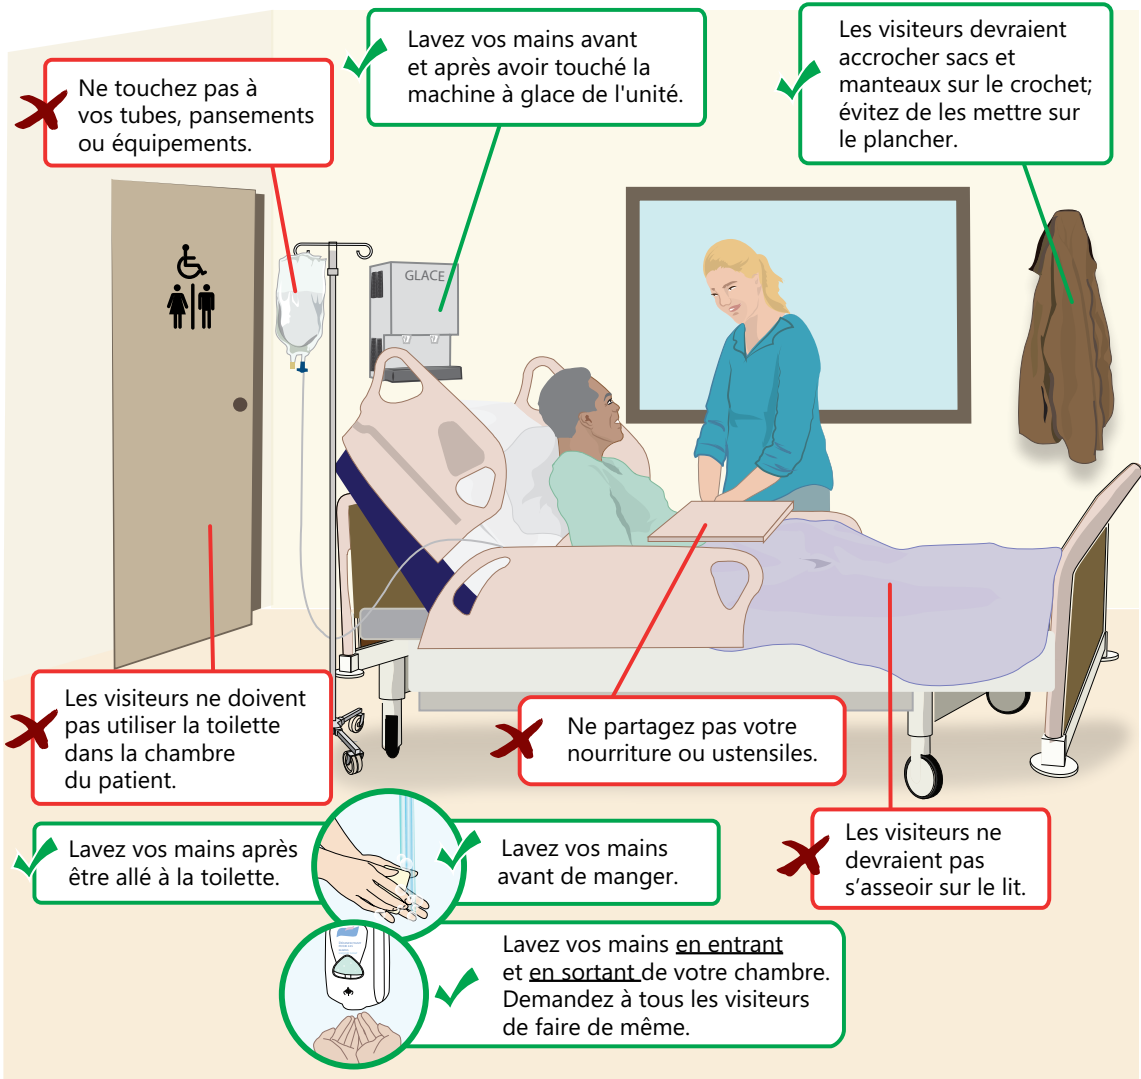 Ne touchez pas à
vos tubes, pansements
ou équipements.
Lavez vos mains avant
et après avoir touché la
machine à glace de l'unité.
Les visiteurs devraient
accrocher sacs et
manteaux sur le crochet;
évitez de les mettre sur
le plancher.
GLACE
Les visiteurs ne doivent
pas utiliser la toilette
dans la chambre
du patient.
Ne partagez pas votre
nourriture ou ustensiles.
Les visiteurs ne
devraient pas
s’asseoir sur le lit.
Lavez vos mains après
être allé à la toilette.
Lavez vos mains
avant de manger.
Lavez vos mains en entrant
et en sortant de votre chambre.
Demandez à tous les visiteurs
de faire de même.